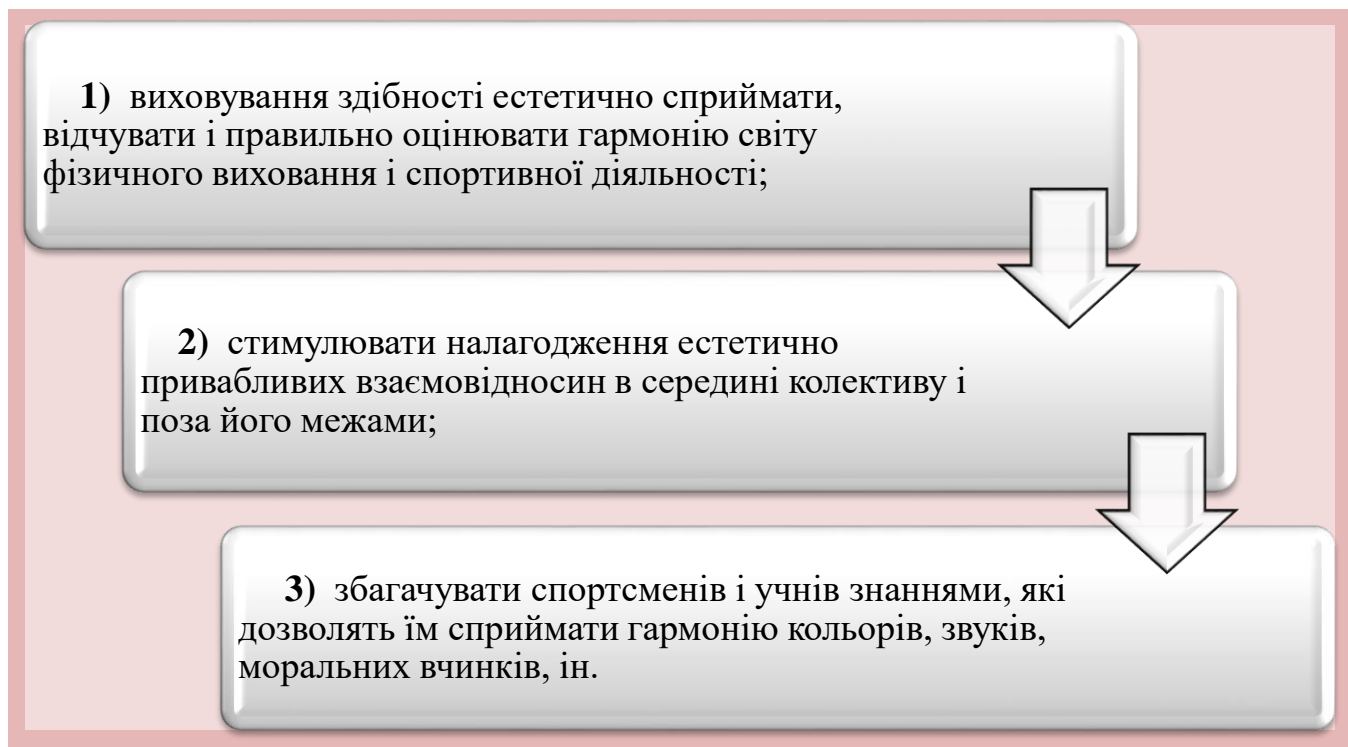 1) виховування здібності естетично сприймати,
відчувати і правильно оцінювати гармонію світу
фізичного виховання і спортивної діяльності;
2) стимулювати налагодження естетично
привабливих взаємовідносин в середині колективу і
поза його межами;
3) збагачувати спортсменів і учнів знаннями, які
дозволять їм сприймати гармонію кольорів, звуків,
моральних вчинків, ін.